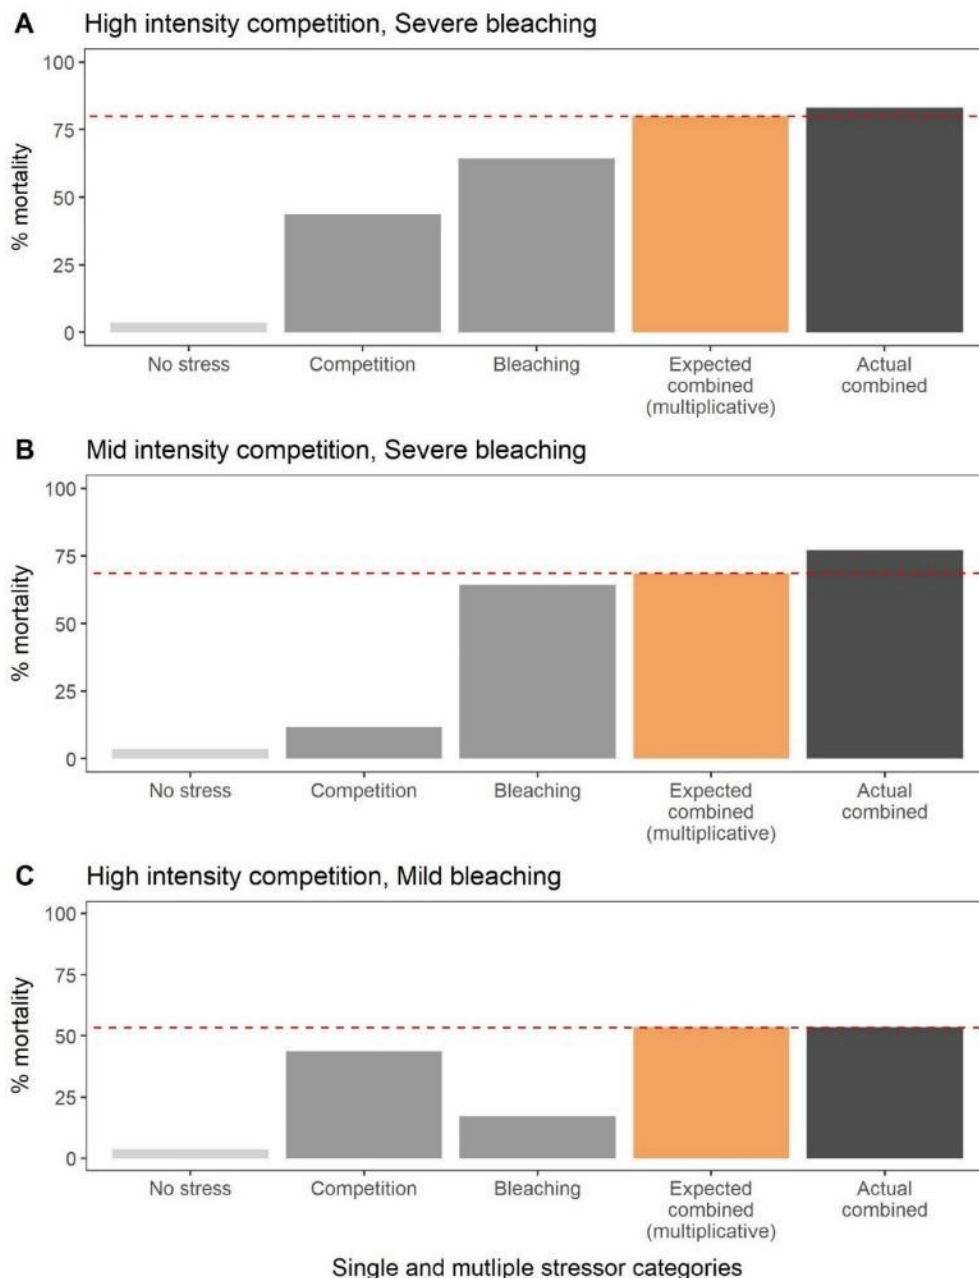 A High intensity competition, Severe bleaching
100
75
50
25
0
% mortality
No stress
Competition
Bleaching
Expected
combined
(multiplicative)
Actual
combined
B Mid intensity competition, Severe bleaching
100
75
50
25
0
% mortality
No stress
Competition
Bleaching
Expected
combined
(multiplicative)
Actual
combined
C High intensity competition, Mild bleaching
100
75
50
25
0
% mortality
No stress
Competition
Bleaching
Expected
combined
(multiplicative)
Actual
combined
Single and mutliple stressor categories